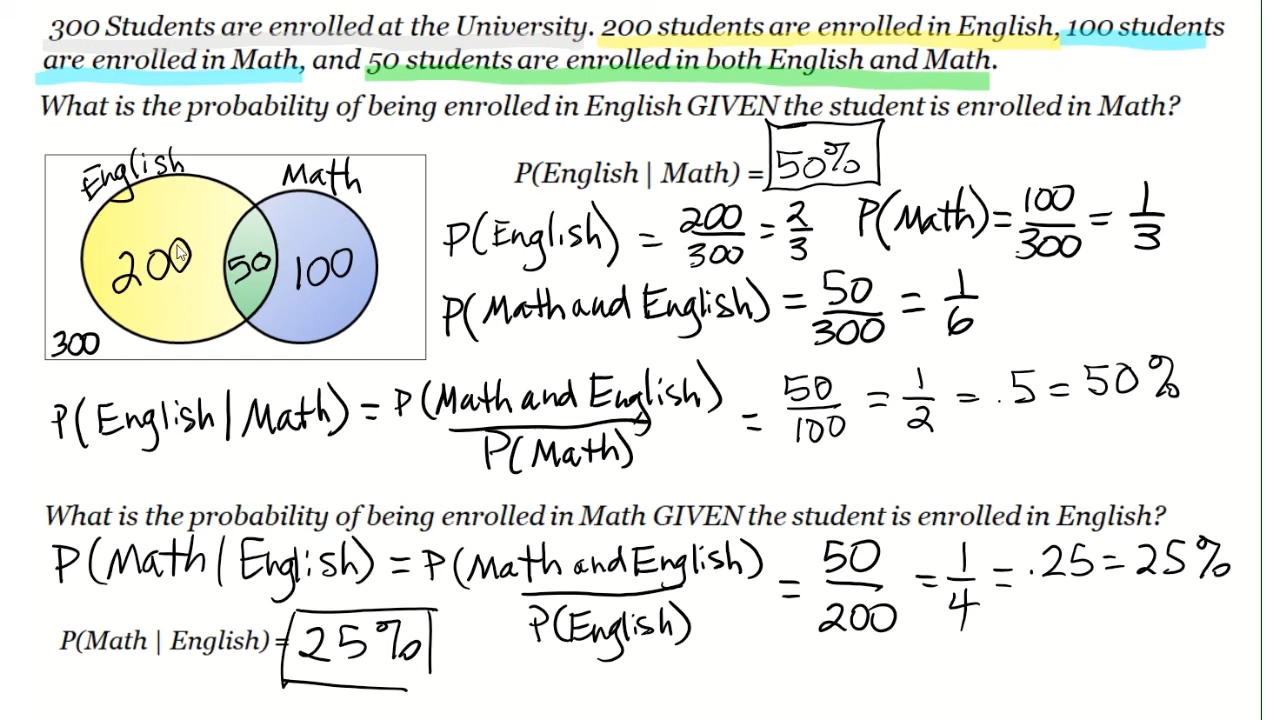 300 Students are enrolled at the University. 200 students are enrolled in English, 100 students
are enrolled in Math, and 50 students are enrolled in both English and Math.
What is the probability of being enrolled in English GIVEN the student is enrolled in Math?
English
Math
200
50
100
300
P(English | Math) = 50%
P(English) = 200/300 = 2/3
P(Math) = 100/300 = 1/3
P(Math and English) = 50/300 = 1/6
P(English | Math) = P(Math and English)/P(Math) = 50/100 = 1/2 = .5 = 50%
What is the probability of being enrolled in Math GIVEN the student is enrolled in English?
P(Math | English) = P(Math and English)/P(English) = 50/200 = 1/4 = .25 = 25%
P(Math | English) = 25%